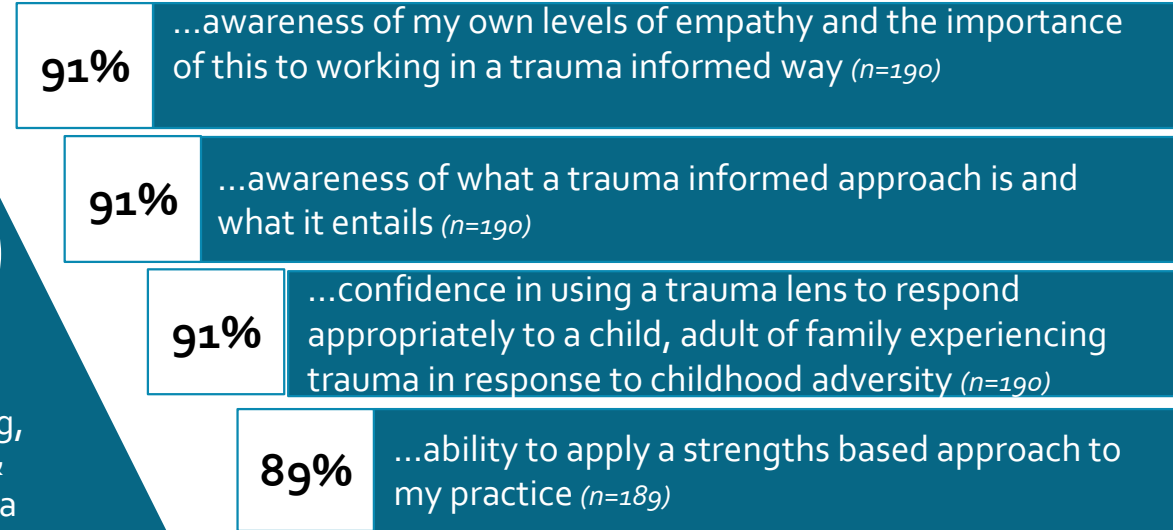 91%
...awareness of my own levels of empathy and the importance
of this to working in a trauma informed way (n=190)
91%
...awareness of what a trauma informed approach is and
what it entails (n=190)
91%
...confidence in using a trauma lens to respond
appropriately to a child, adult of family experiencing
trauma in response to childhood adversity (n=190)
89%
...ability to apply a strengths based approach to
my practice (n=189)